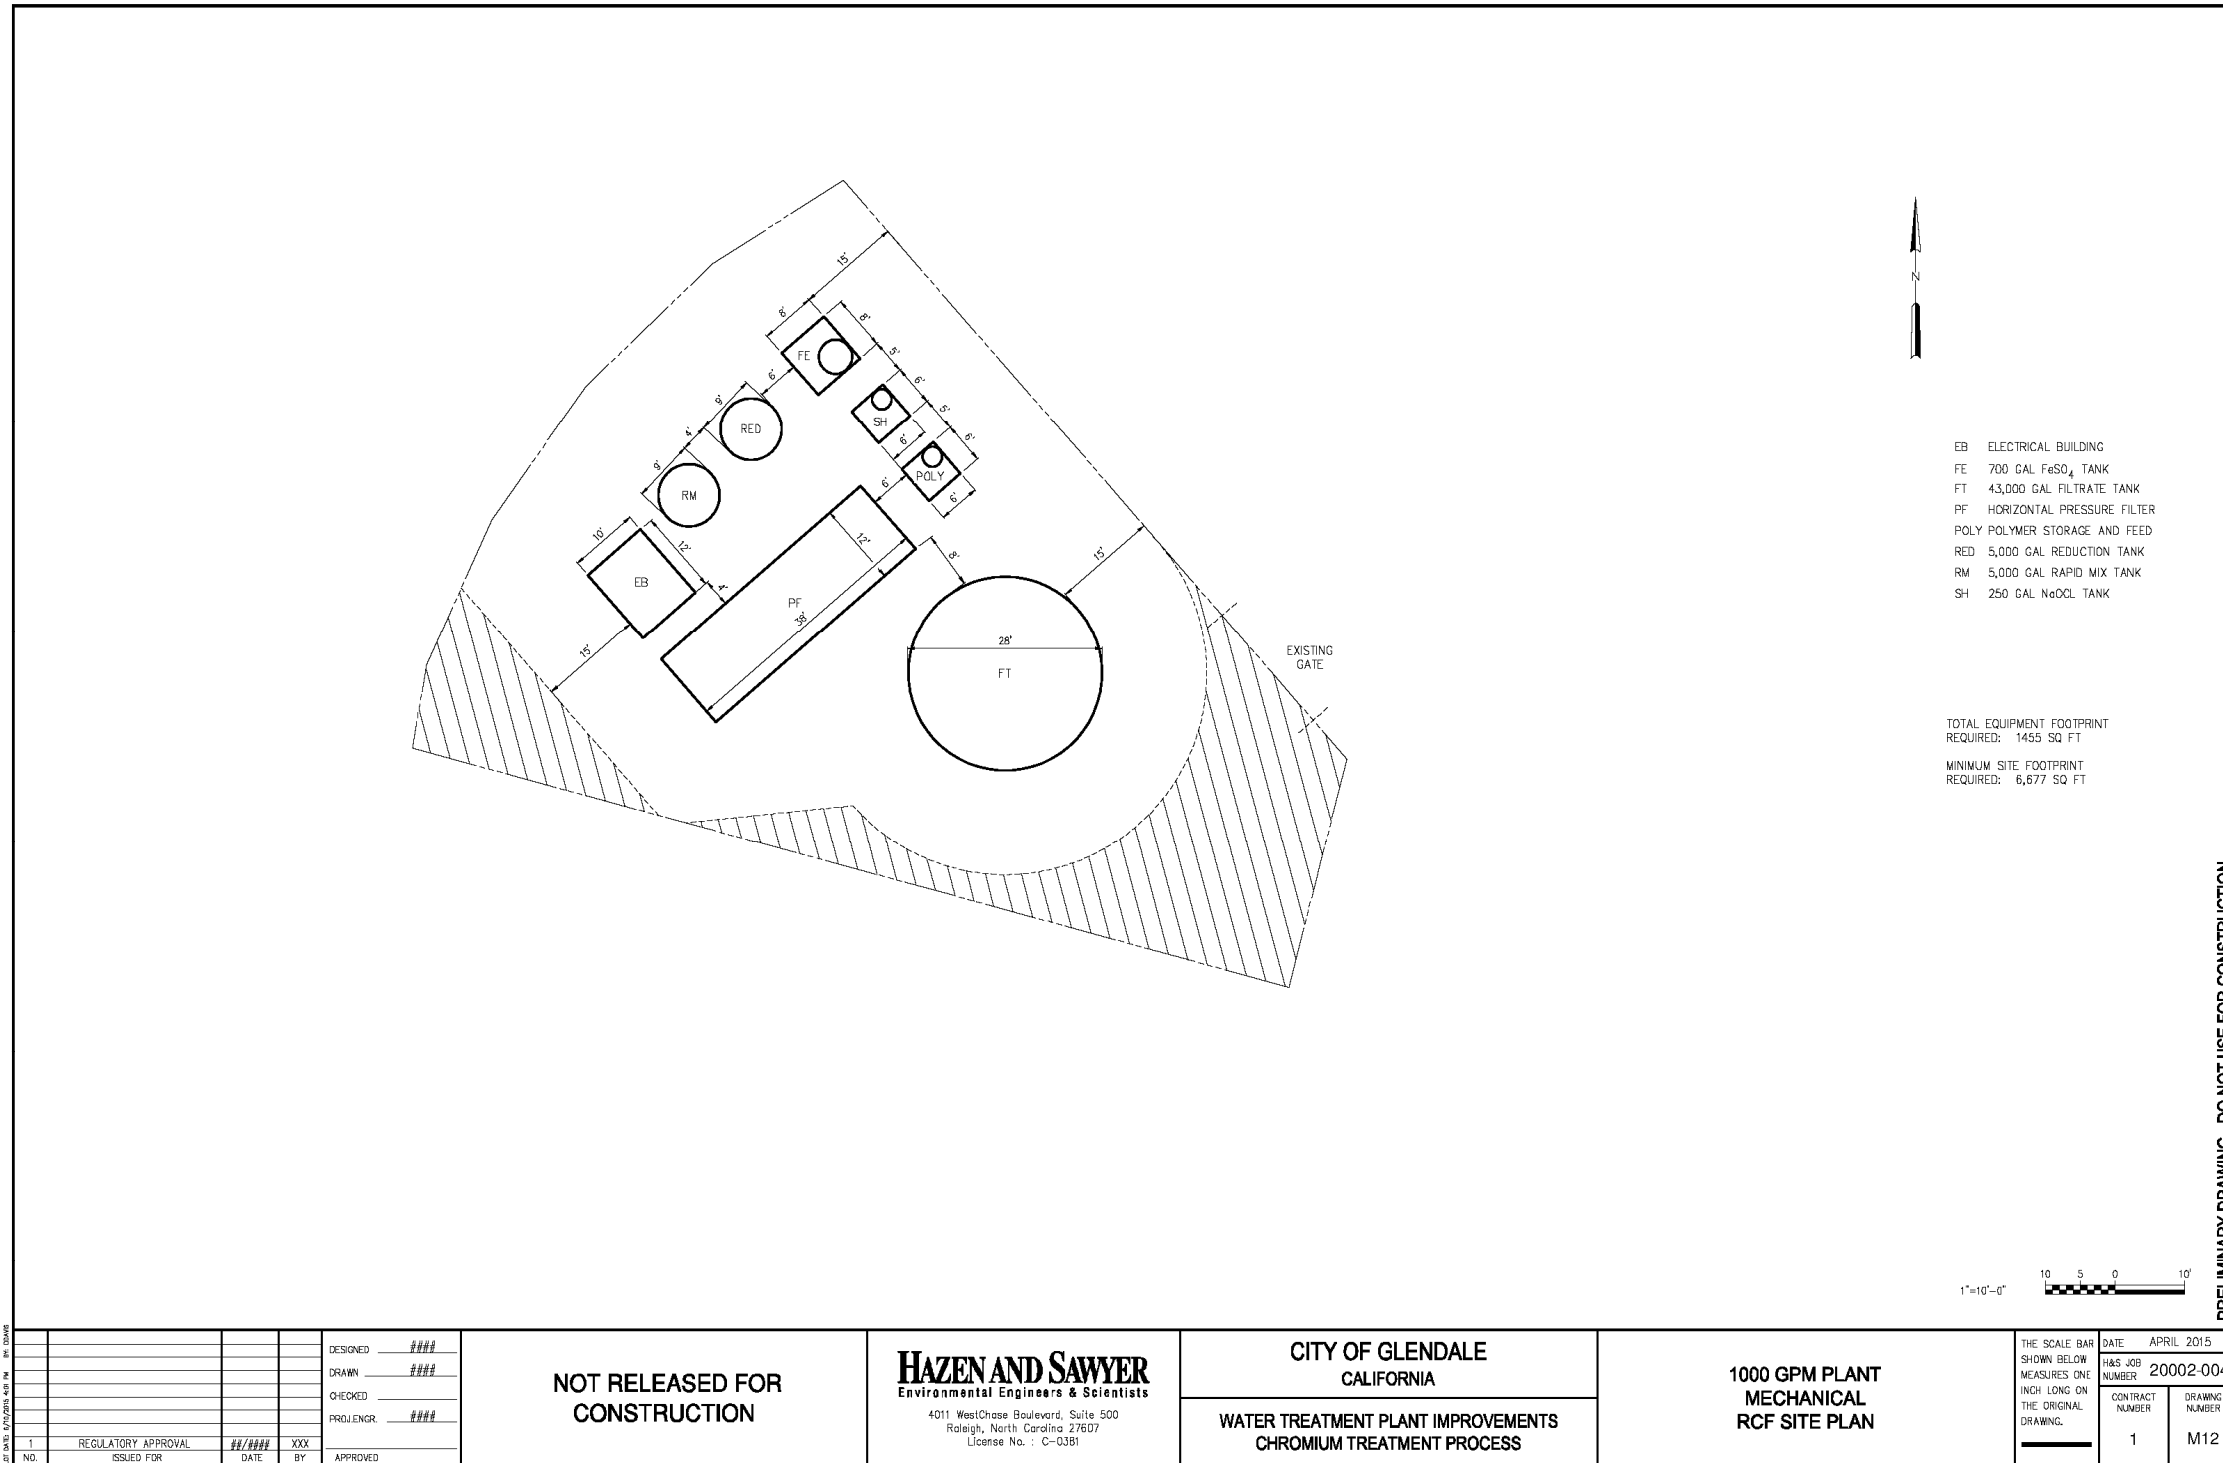 15'
8'
8'
FE
5'
6'
6'
9'
5'
SH
6'
6'
4'
RED
POLY
9'
6'
6'
RM
10'
12'
12'
8'
15'
EB
4'
PF
38'
15'
28'
FT
EXISTING
GATE
N
EB ELECTRICAL BUILDING
FE 700 GAL FeSO4 TANK
FT 43,000 GAL FILTRATE TANK
PF HORIZONTAL PRESSURE FILTER
POLY POLYMER STORAGE AND FEED
RED 5,000 GAL REDUCTION TANK
RM 5,000 GAL RAPID MIX TANK
SH 250 GAL NaOCL TANK
TOTAL EQUIPMENT FOOTPRINT
REQUIRED: 1455 SQ FT
MINIMUM SITE FOOTPRINT
REQUIRED: 6,677 SQ FT
PRELIMINARY DRAWING - DO NOT USE FOR CONSTRUCTION
1"=10'-0"
10 5 0 10'
DESIGNED ####
DRAWN ####
CHECKED
PROJ.ENGR. ####
APPROVED
1 REGULATORY APPROVAL ##/#### XXX
NO. ISSUED FOR DATE BY
NOT RELEASED FOR
CONSTRUCTION
HAZEN AND SAWYER
Environmental Engineers & Scientists
4011 WestChase Boulevard, Suite 500
Raleigh, North Carolina 27607
License No. : C-0381
CITY OF GLENDALE
CALIFORNIA
WATER TREATMENT PLANT IMPROVEMENTS
CHROMIUM TREATMENT PROCESS
1000 GPM PLANT
MECHANICAL
RCF SITE PLAN
THE SCALE BAR
SHOWN BELOW
MEASURES ONE
INCH LONG ON
THE ORIGINAL
DRAWING.
DATE APRIL 2015
H&S JOB
NUMBER 20002-004
CONTRACT
NUMBER
1
DRAWING
NUMBER
M12